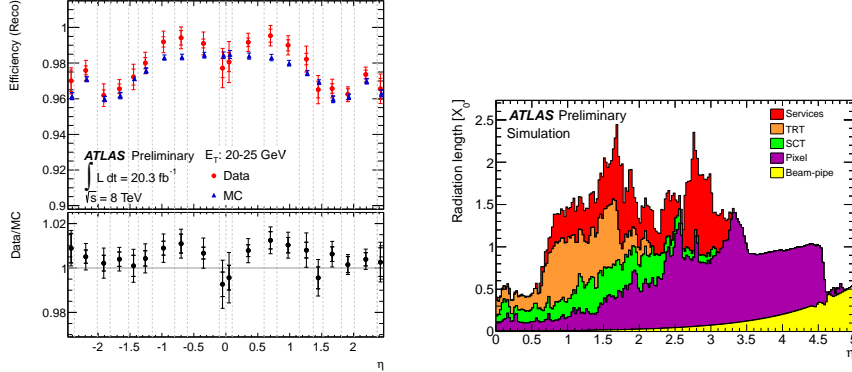 Efficiency (Reco)
1
0.98
0.96
0.94
0.92
0.9
ATLAS Preliminary E_T: 20-25 GeV
∫ L dt = 20.3 fb⁻¹
√s = 8 TeV
Data
MC
Data/MC
1.02
1
0.98
-2 -1.5 -1 -0.5 0 0.5 1 1.5 2
η
Radiation length [X₀]
2.5
2
1.5
1
0.5
0
ATLAS Preliminary
Simulation
Services
TRT
SCT
Pixel
Beam-pipe
0 0.5 1 1.5 2 2.5 3 3.5 4 4.5 5
η